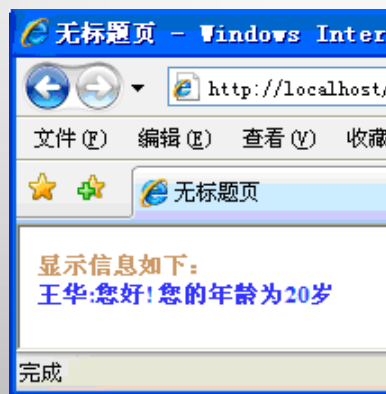 无标题页 - Windows Inter
http://localhost/
文件(F) 编辑(E) 查看(V) 收藏
无标题页
显示信息如下:
王华:您好!您的年龄为20岁
完成